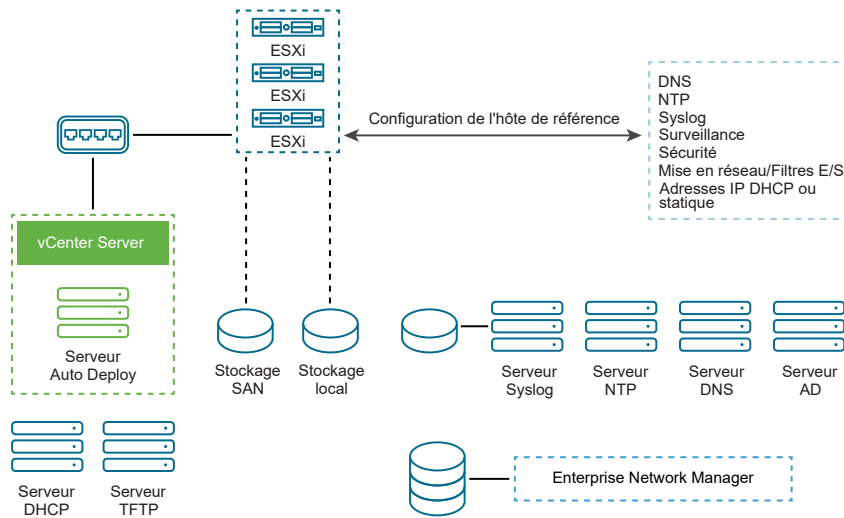 ESXi
ESXi
ESXi
Configuration de l'hôte de référence
DNS
NTP
Syslog
Surveillance
Sécurité
Mise en réseau/Filtres E/S
Adresses IP DHCP ou
statique
vCenter Server
Serveur
Auto Deploy
Stockage
SAN
Stockage
local
Serveur
Syslog
Serveur
NTP
Serveur
DNS
Serveur
AD
Serveur
DHCP
Serveur
TFTP
Enterprise Network Manager